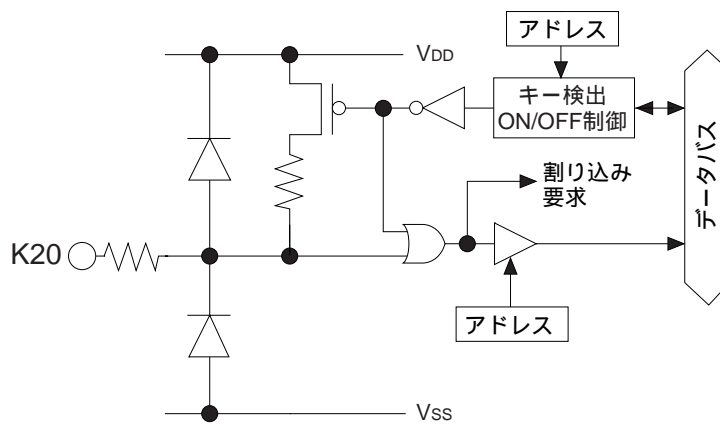 アドレス
VDD
キー検出
ON/OFF制御
データバス
割り込み
要求
K20
アドレス
VSS